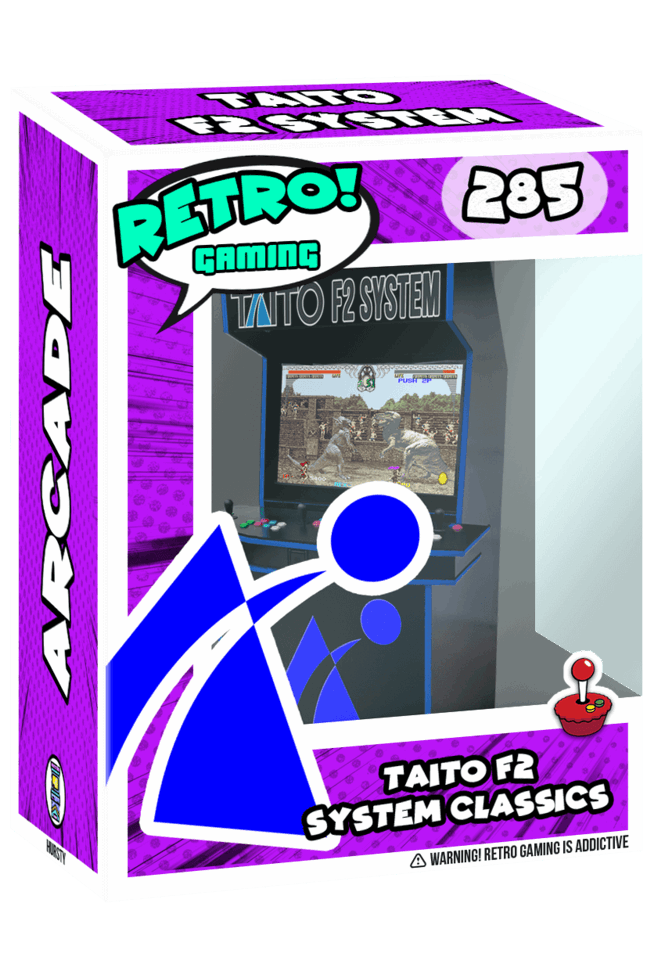 TAITO
F2 SYSTEM
RETRO!
GAMING
285
TAITO F2 SYSTEM
PUSH 2P
ARCADE
TAITO F2
SYSTEM CLASSICS
HURSTY
WARNING! RETRO GAMING IS ADDICTIVE